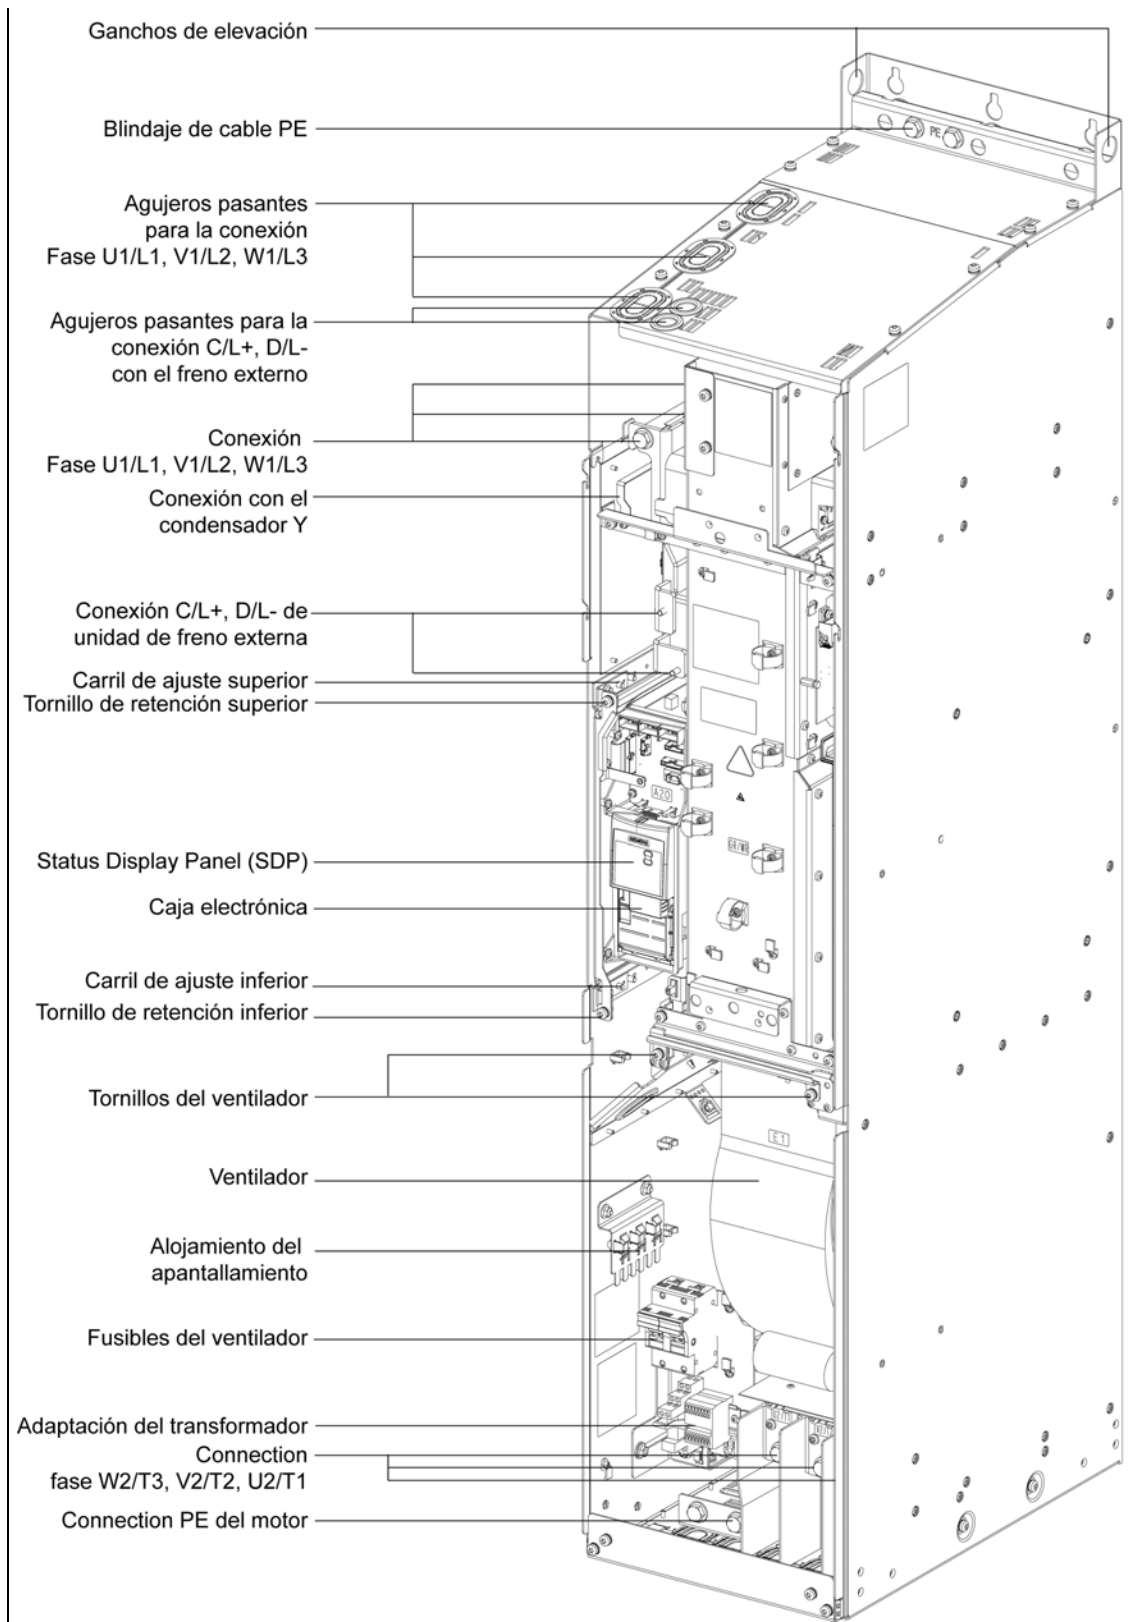 Ganchos de elevación
Blindaje de cable PE
PE
Agujeros pasantes
para la conexión
Fase U1/L1, V1/L2, W1/L3
Agujeros pasantes para la
conexión C/L+, D/L-
con el freno externo
Conexión
Fase U1/L1, V1/L2, W1/L3
Conexión con el
condensador Y
Conexión C/L+, D/L- de
unidad de freno externa
Carril de ajuste superior
Tornillo de retención superior
A20
SIEMENS
Status Display Panel (SDP)
Caja electrónica
Carril de ajuste inferior
Tornillo de retención inferior
Tornillos del ventilador
E1
Ventilador
Alojamiento del
apantallamiento
Fusibles del ventilador
Adaptación del transformador
Connection
fase W2/T3, V2/T2, U2/T1
Connection PE del motor